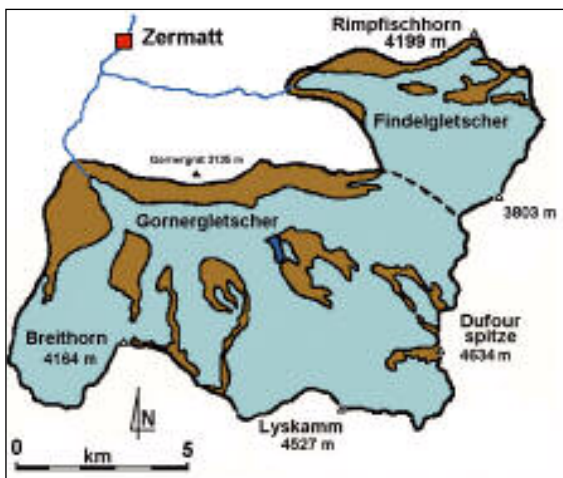 Rimpfischhorn
4199 m
Zermatt
Findelgletscher
Gornergrat 3135 m
Gornergletscher
3803 m
Breithorn
4164 m
Dufour
spitze
4634 m
N
Lyskamm
4527 m
0 5
km